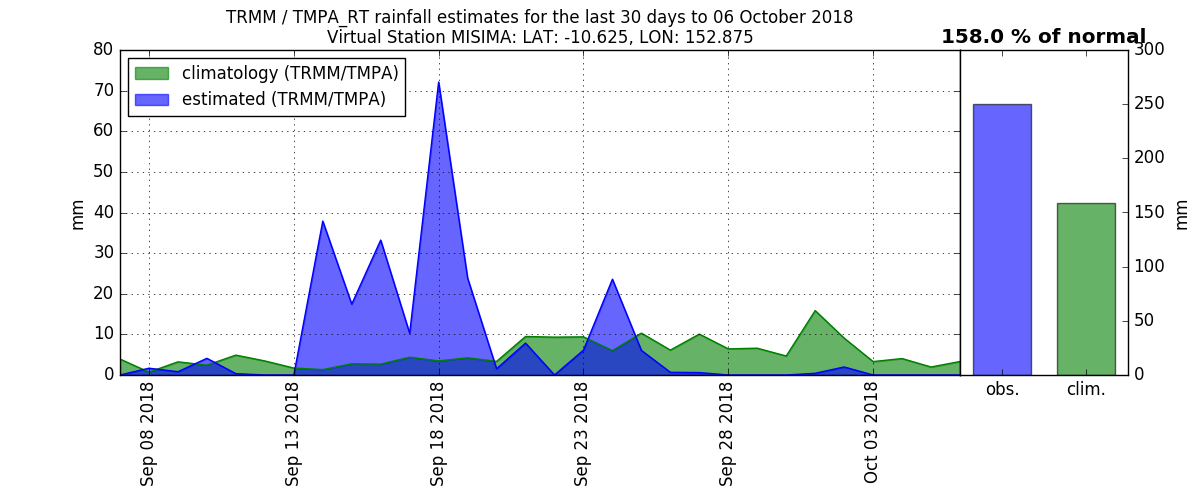 TRMM / TMPA_RT rainfall estimates for the last 30 days to 06 October 2018
Virtual Station MISIMA: LAT: -10.625, LON: 152.875
158.0 % of normal
climatology (TRMM/TMPA)
estimated (TRMM/TMPA)
80
70
60
50
40
30
20
10
0
mm
Sep 08 2018
Sep 13 2018
Sep 18 2018
Sep 23 2018
Sep 28 2018
Oct 03 2018
300
250
200
150
100
50
0
mm
obs.
clim.